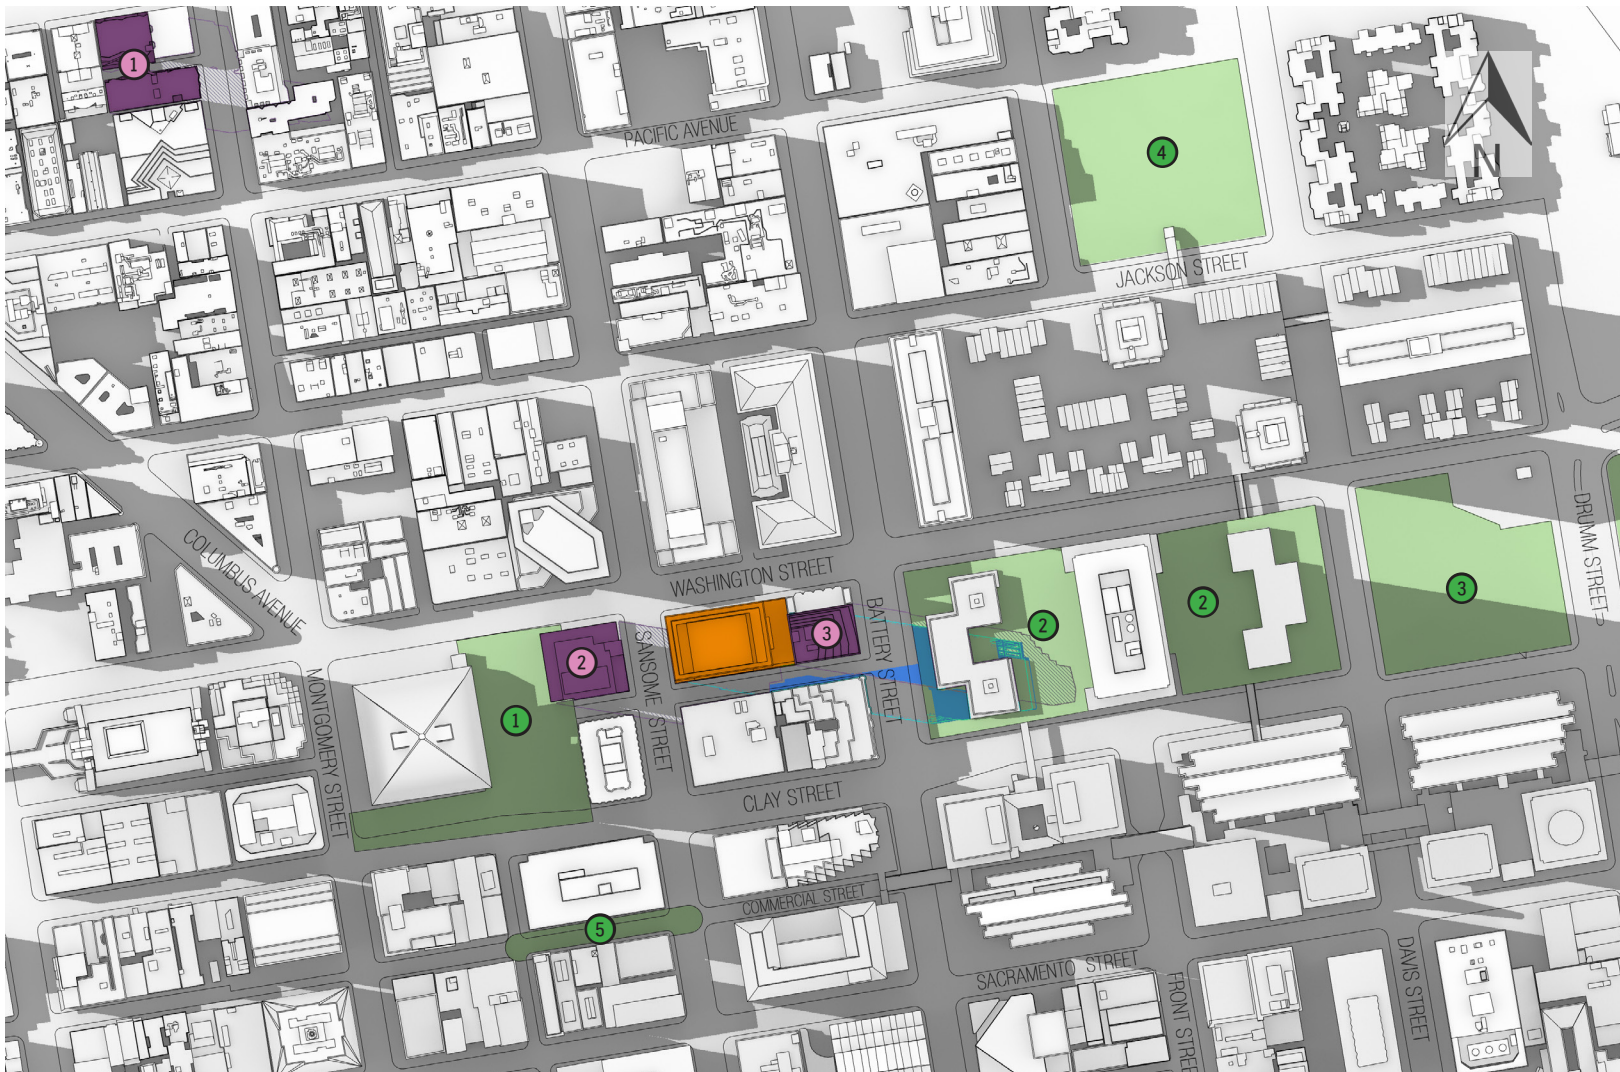 1
PACIFIC AVENUE
4
N
JACKSON STREET
COLUMBUS AVENUE
WASHINGTON STREET
DRUMM STREET
2
3
2
BATTERY STREET
3
2
SANSOME STREET
MONTGOMERY STREET
1
CLAY STREET
COMMERCIAL STREET
5
SACRAMENTO STREET
FRONT STREE
DAVIS STREET